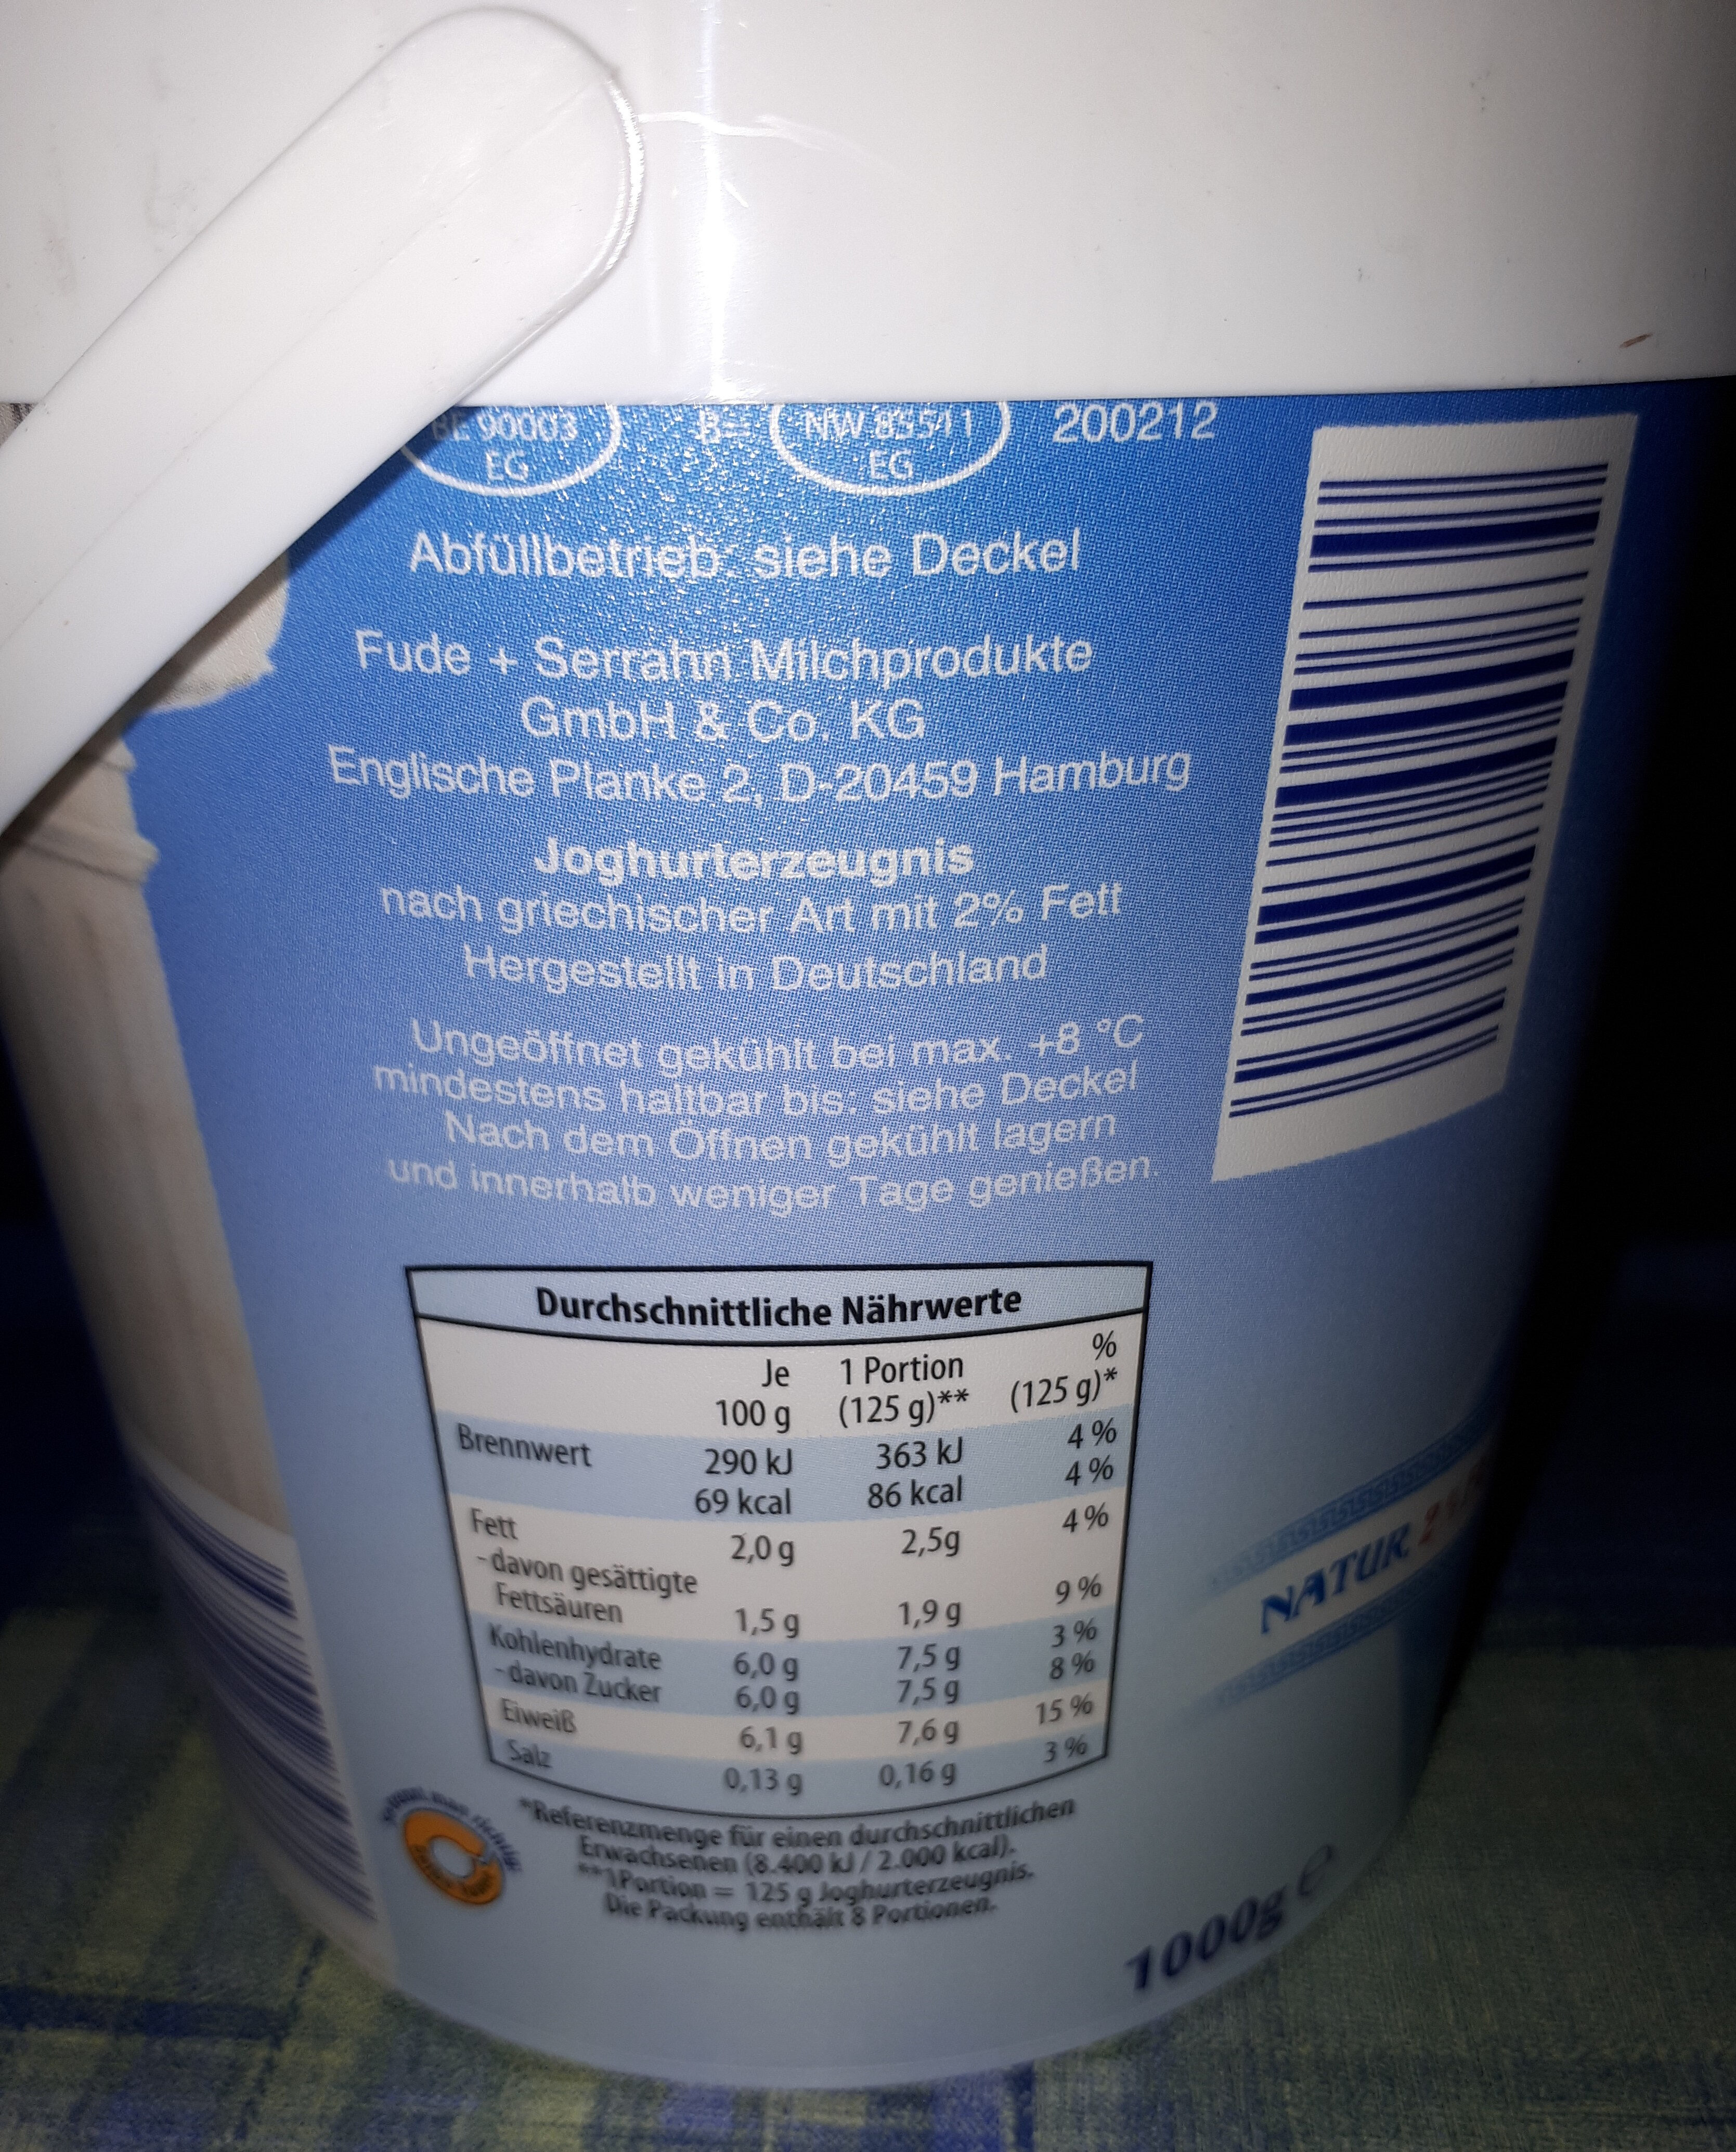 BE 90003
EG
B=
NW 83511
EG
200212
Abfüllbetrieb: siehe Deckel
Fude + Serrahn Milchprodukte
GmbH & Co. KG
Englische Planke 2, D-20459 Hamburg
Joghurterzeugnis
nach griechischer Art mit 2% Fett
Hergestellt in Deutschland
Ungeöffnet gekühlt bei max. +8 °C
mindestens haltbar bis: siehe Deckel
Nach dem Öffnen gekühlt lagern
und innerhalb weniger Tage genießen.
Durchschnittliche Nährwerte
Je 1 Portion %
100 g (125 g)** (125 g)*
Brennwert 290 kJ 363 kJ 4 %
69 kcal 86 kcal 4 %
Fett 2,0 g 2,5g 4 %
- davon gesättigte
Fettsäuren 1,5 g 1,9 g 9 %
Kohlenhydrate 6,0 g 7,5 g 3 %
- davon Zucker 6,0 g 7,5 g 8 %
Eiweiß 6,1 g 7,6 g 15 %
Salz 0,13 g 0,16 g 3 %
*Referenzmenge für einen durchschnittlichen
Erwachsenen (8.400 kJ / 2.000 kcal).
**1Portion = 125 g Joghurterzeugnis.
Die Packung enthält 8 Portionen.
NATUR 2
1000g e